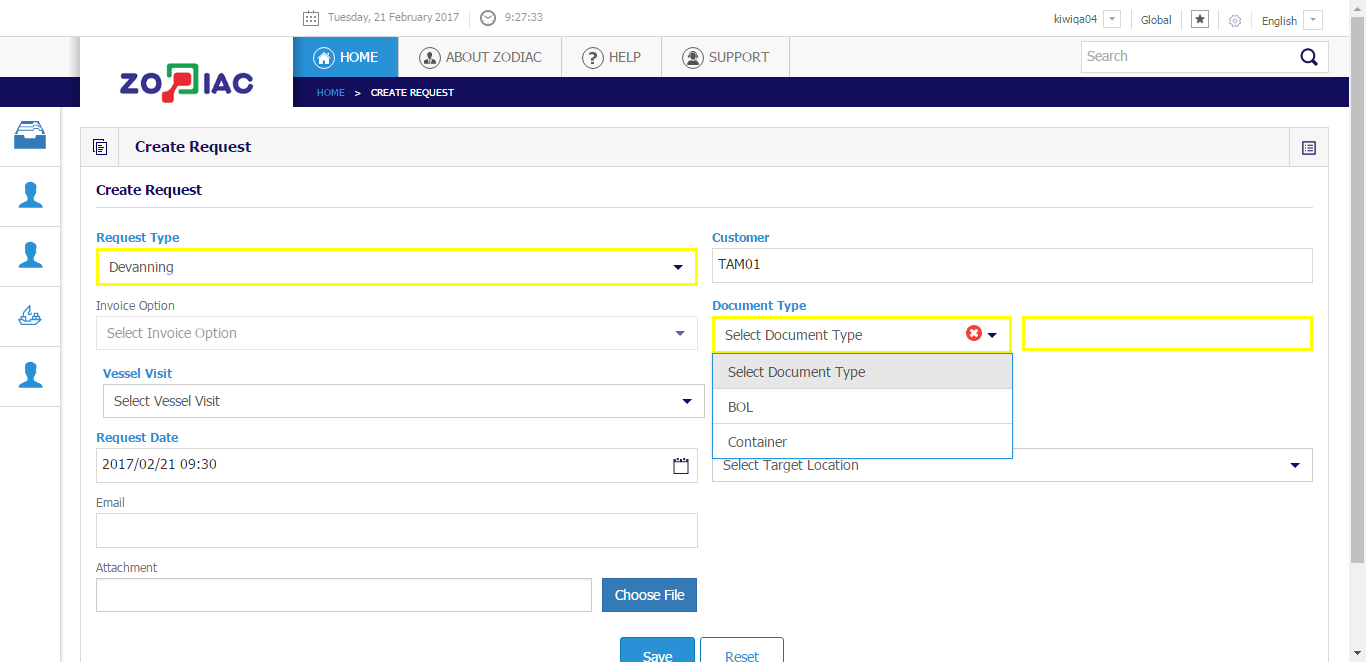 Tuesday, 21 February 2017 9:27:33 kiwiqa04 Global English
ZODIAC HOME ABOUT ZODIAC HELP SUPPORT Search
HOME > CREATE REQUEST
Create Request
Create Request
Request Type Customer
Devanning TAM01
Invoice Option Document Type
Select Invoice Option Select Document Type
Select Document Type
Vessel Visit
Select Vessel Visit BOL
Request Date Container
2017/02/21 09:30 Select Target Location
Email
Attachment
Choose File
Save Reset